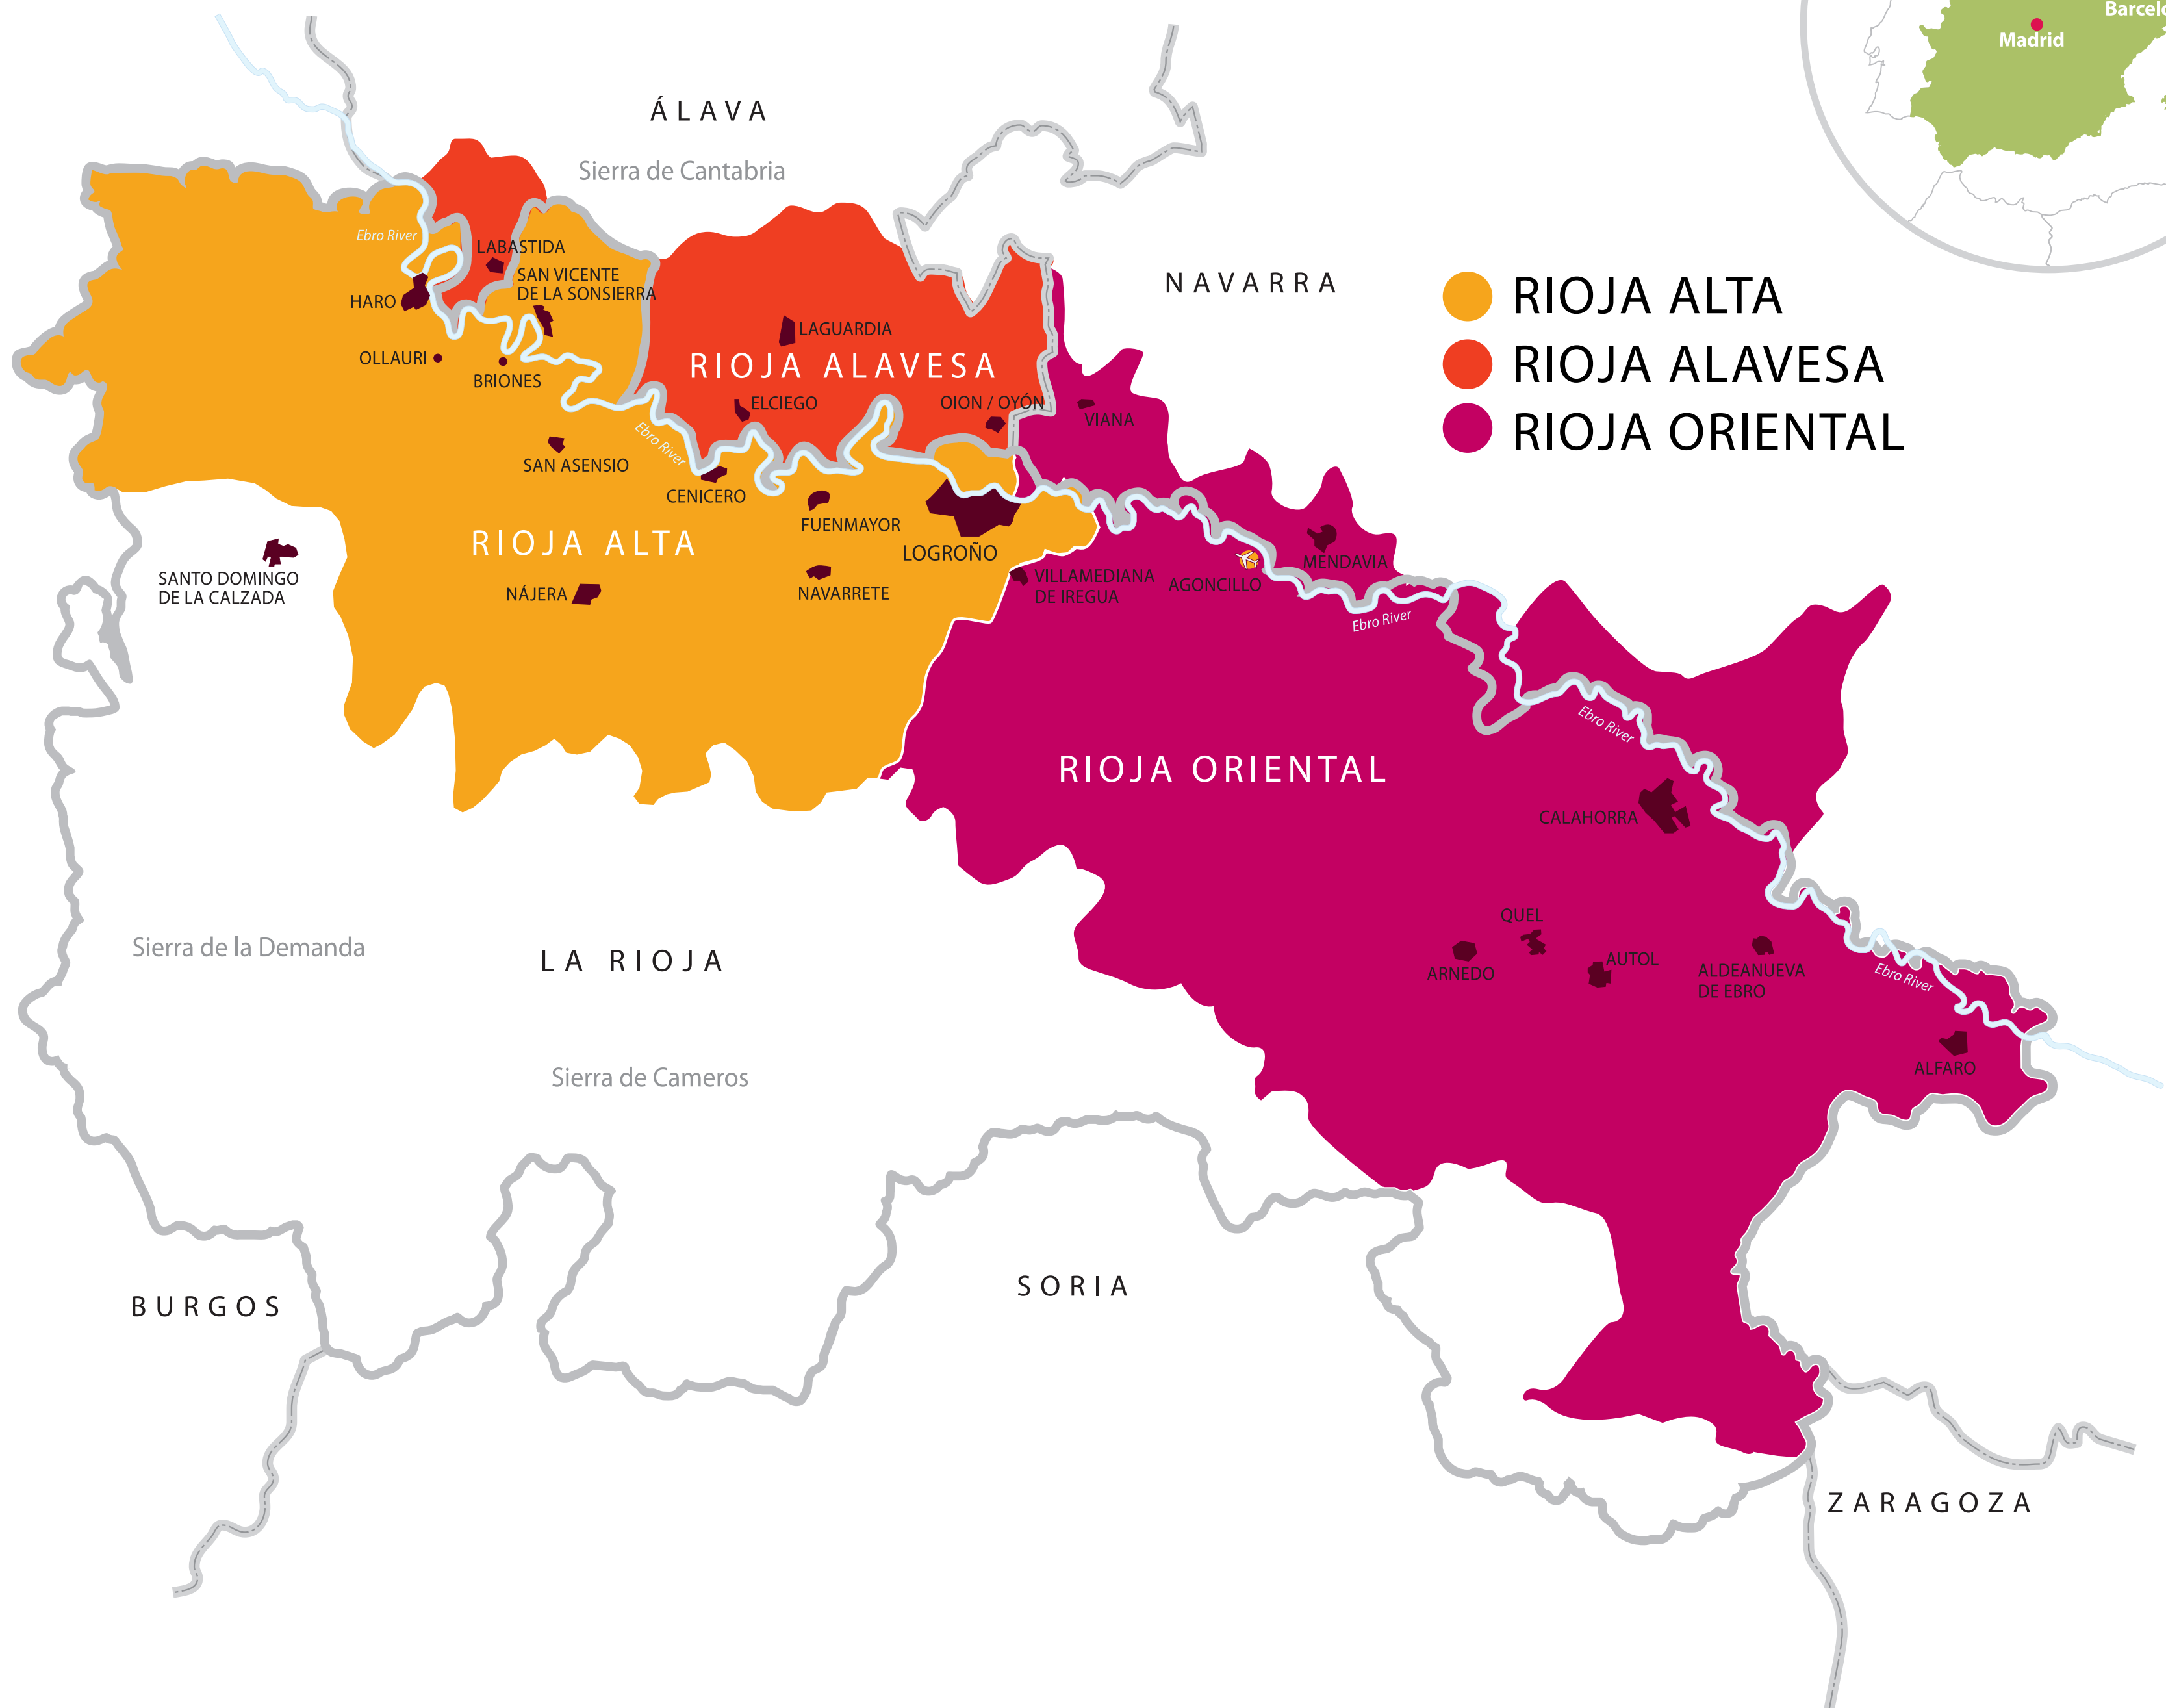 Barcel
Madrid
ÁLAVA
Sierra de Cantabria
Ebro River
LABASTIDA
SAN VICENTE
DE LA SONSIERRA
HARO
NAVARRA
RIOJA ALTA
RIOJA ALAVESA
RIOJA ORIENTAL
LAGUARDIA
RIOJA ALAVESA
OLLAURI
BRIONES
ELCIEGO
OION / OYÓN
VIANA
Ebro River
SAN ASENSIO
CENICERO
FUENMAYOR
RIOJA ALTA
LOGROÑO
MENDAVIA
SANTO DOMINGO
DE LA CALZADA
NÁJERA
NAVARRETE
VILLAMEDIANA
DE IREGUA
AGONCILLO
Ebro River
Ebro River
RIOJA ORIENTAL
CALAHORRA
QUEL
Sierra de la Demanda
LA RIOJA
ARNEDO
AUTOL
ALDEANUEVA
DE EBRO
Ebro River
ALFARO
Sierra de Cameros
BURGOS
SORIA
ZARAGOZA